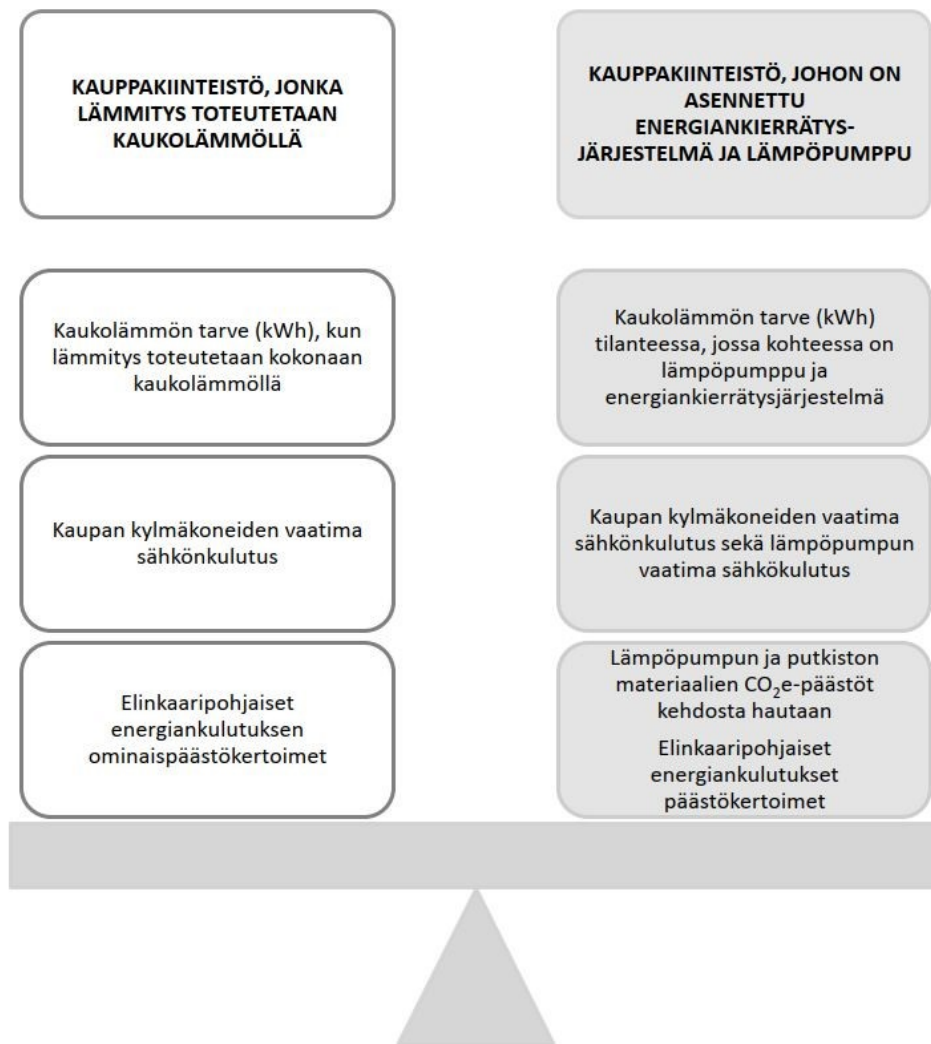 KAUPPAKIINTEISTÖ, JONKA
LÄMMITYS TOTEUTETAAN
KAUKOLÄMMÖLLÄ
KAUPPAKIINTEISTÖ, JOHON ON
ASENNETTU
ENERGIANKIERRÄTYS-
JÄRJESTELMÄ JA LÄMPÖPUMPPU
Kaukolämmön tarve (kWh), kun
lämmitys toteutetaan kokonaan
kaukolämmöllä
Kaukolämmön tarve (kWh)
tilanteessa, jossa kohteessa on
lämpöpumppu ja
energiankierrätysjärjestelmä
Kaupan kylmäkoneiden vaatima
sähkönkulutus
Kaupan kylmäkoneiden vaatima
sähkönkulutus sekä lämpöpumpun
vaatima sähkökulutus
Elinkaaripohjaiset
energiankulutuksen
ominaispäästökertoimet
Lämpöpumpun ja putkiston
materiaalien CO₂e-päästöt
kehdosta hautaan
Elinkaaripohjaiset
energiankulutukset
päästökertoimet